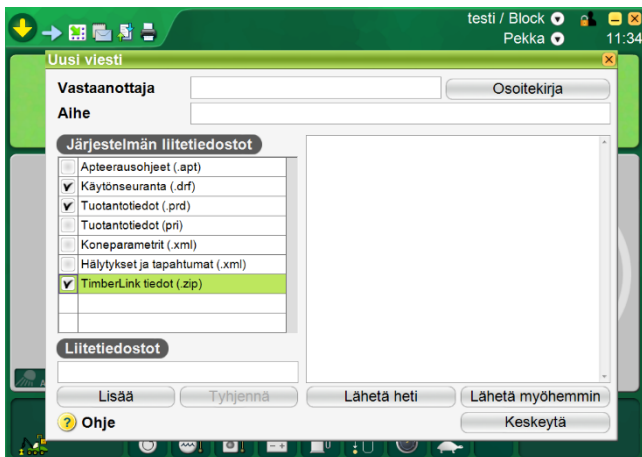 testi / Block
Pekka 11:34
Uusi viesti
Vastaanottaja
Osoitekirja
Aihe
Järjestelmän liitetiedostot
Apteerausohjeet (.apt)
Käytönseuranta (.drf)
Tuotantotiedot (.prd)
Tuotantotiedot (pri)
Koneparametrit (.xml)
Hälytykset ja tapahtumat (.xml)
TimberLink tiedot (.zip)
Liitetiedostot
Lisää Tyhjennä Lähetä heti Lähetä myöhemmin
? Ohje Keskeytä